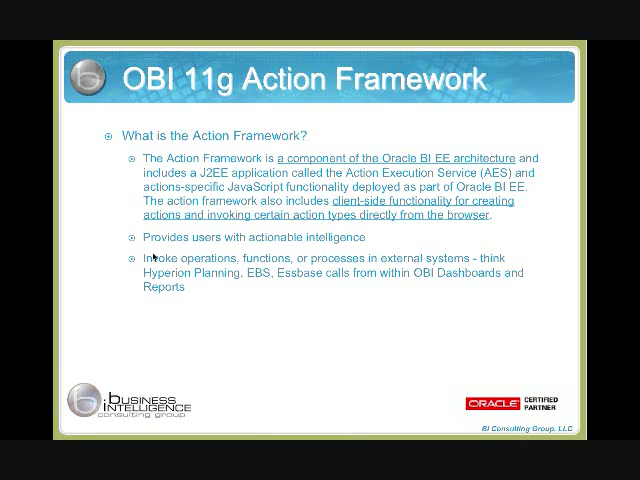 OBI 11g Action Framework
What is the Action Framework?
The Action Framework is a component of the Oracle BI EE architecture and
includes a J2EE application called the Action Execution Service (AES) and
actions-specific JavaScript functionality deployed as part of Oracle BI EE.
The action framework also includes client-side functionality for creating
actions and invoking certain action types directly from the browser.
Provides users with actionable intelligence
Invoke operations, functions, or processes in external systems - think
Hyperion Planning, EBS, Essbase calls from within OBI Dashboards and
Reports
b
BUSINESS
INTELLIGENCE
consulting group
ORACLE
CERTIFIED
PARTNER
BI Consulting Group, LLC